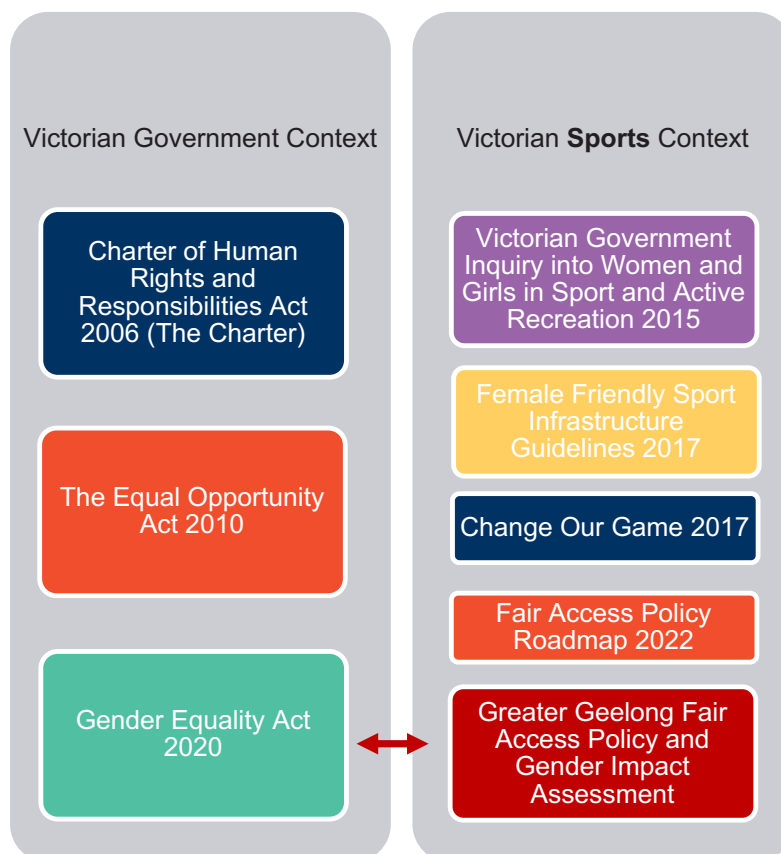 Victorian Government Context
Charter of Human
Rights and
Responsibilities Act
2006 (The Charter)
The Equal Opportunity
Act 2010
Gender Equality Act
2020
Victorian Sports Context
Victorian Government
Inquiry into Women and
Girls in Sport and Active
Recreation 2015
Female Friendly Sport
Infrastructure
Guidelines 2017
Change Our Game 2017
Fair Access Policy
Roadmap 2022
Greater Geelong Fair
Access Policy and
Gender Impact
Assessment